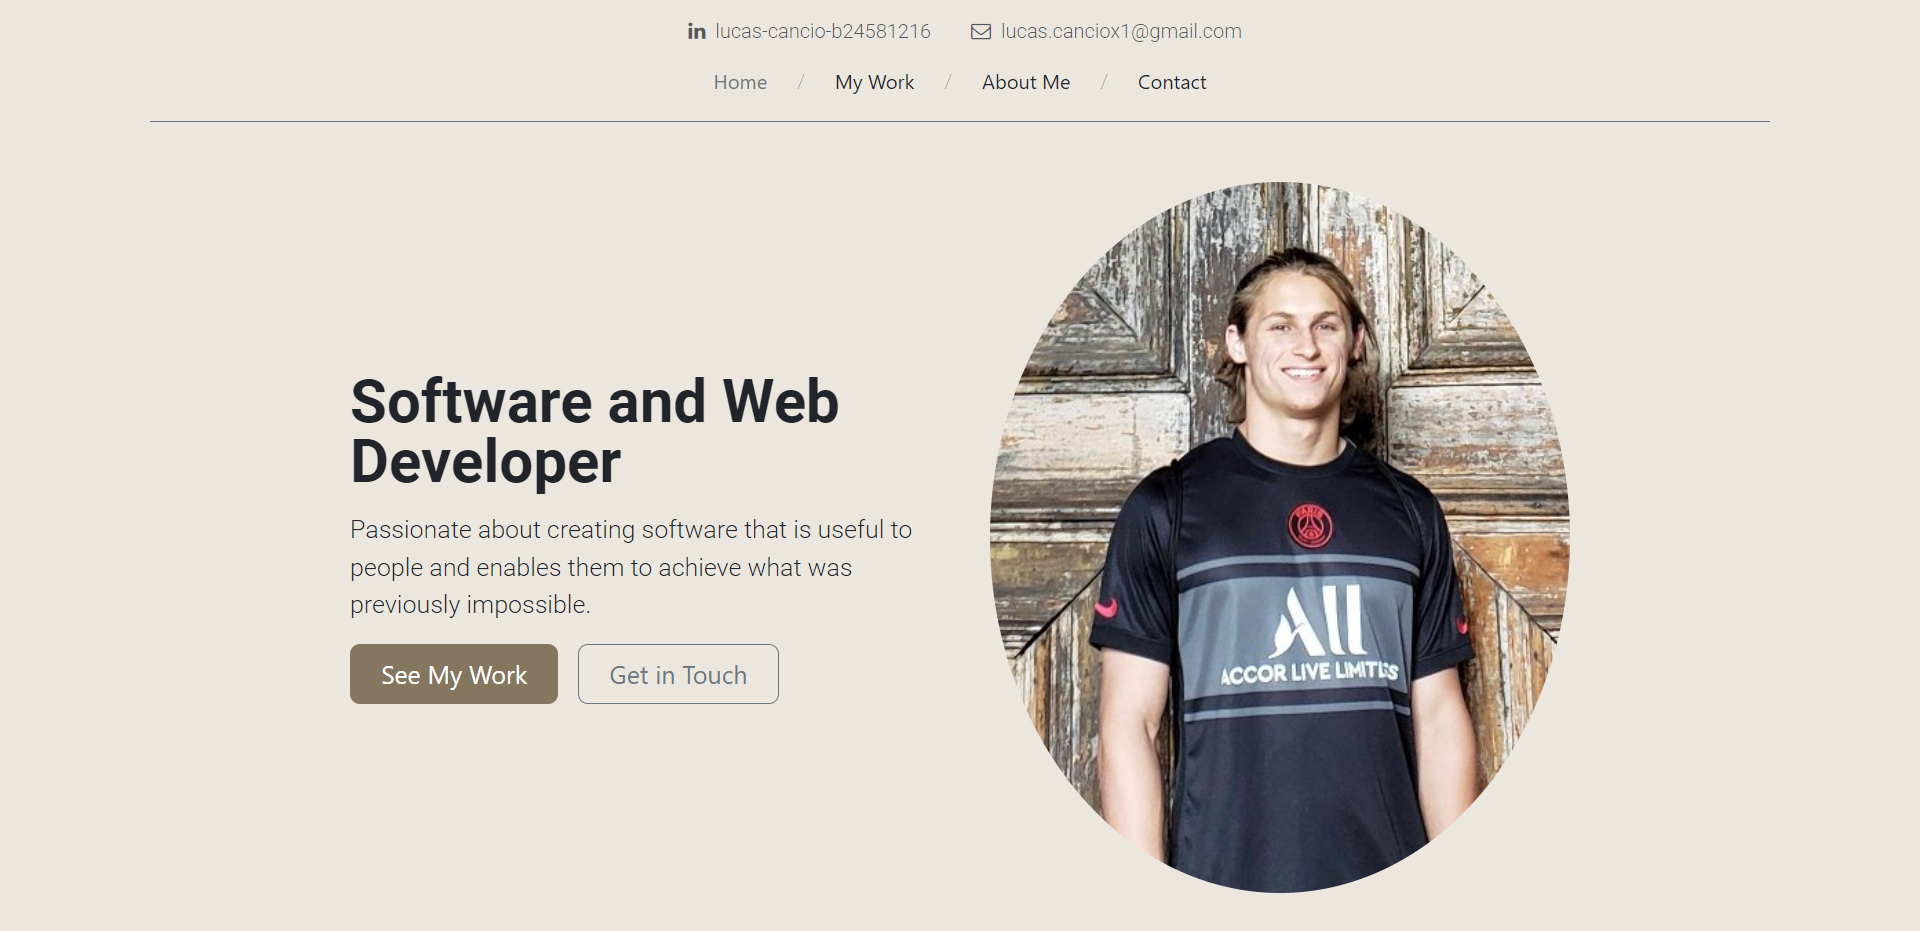 lucas-cancio-b24581216 lucas.canciox1@gmail.com
Home / My Work / About Me / Contact
Software and Web
Developer
Passionate about creating software that is useful to
people and enables them to achieve what was
previously impossible.
See My Work Get in Touch
PARIS
All
ACCOR LIVE LIMITLESS